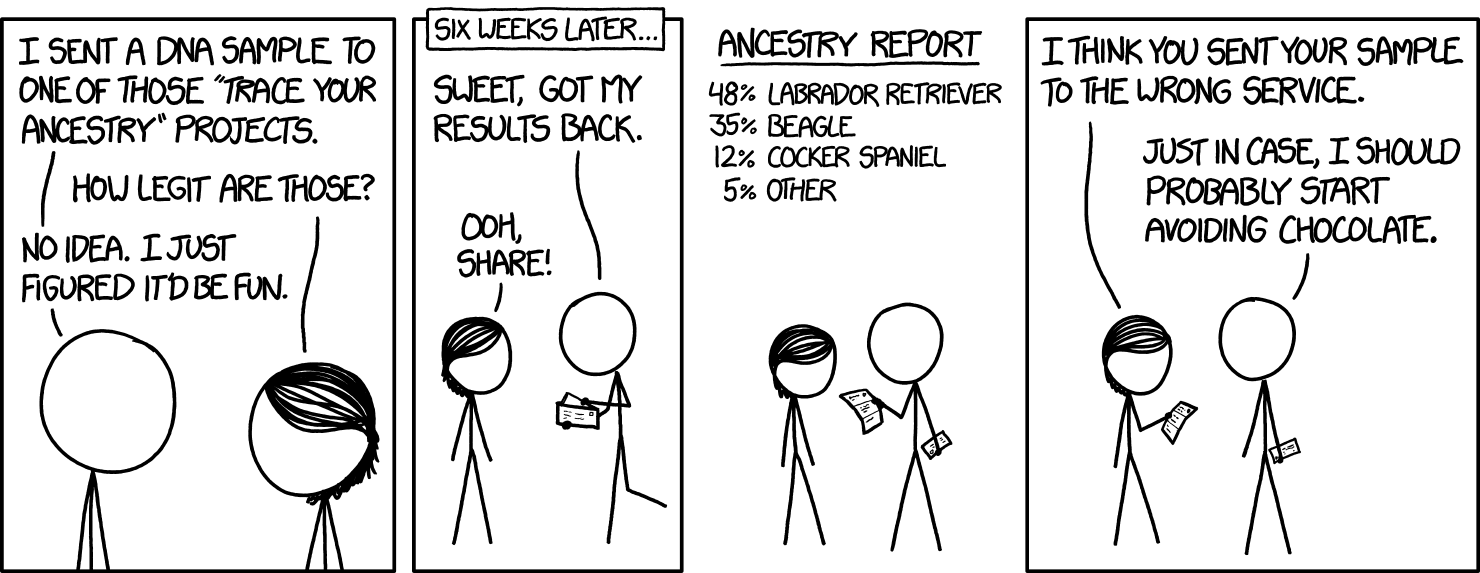 I SENT A DNA SAMPLE TO
ONE OF THOSE "TRACE YOUR
ANCESTRY" PROJECTS.
HOW LEGIT ARE THOSE?
NO IDEA. I JUST
FIGURED IT'D BE FUN.
SIX WEEKS LATER...
SWEET, GOT MY
RESULTS BACK.
OOH,
SHARE!
ANCESTRY REPORT
48% LABRADOR RETRIEVER
35% BEAGLE
12% COCKER SPANIEL
5% OTHER
I THINK YOU SENT YOUR SAMPLE
TO THE WRONG SERVICE.
JUST IN CASE, I SHOULD
PROBABLY START
AVOIDING CHOCOLATE.